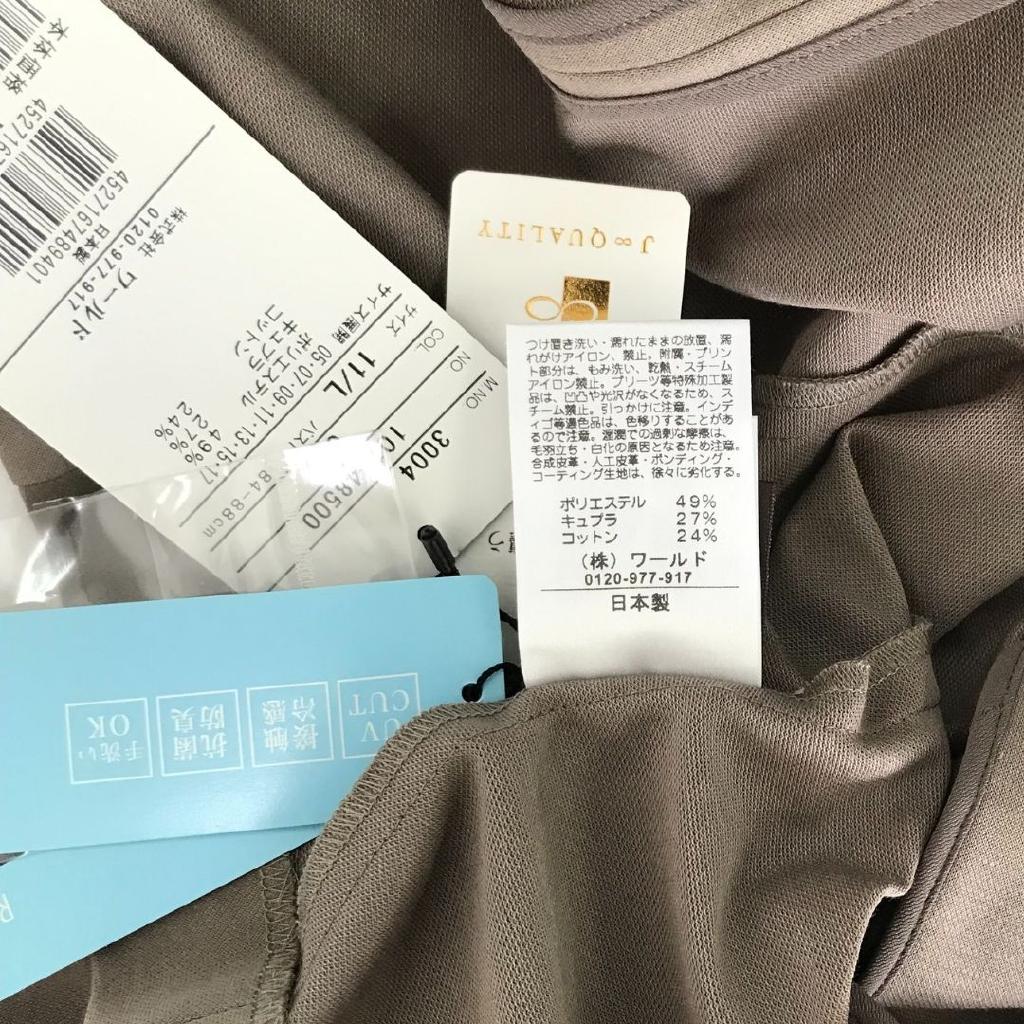 つけ置き洗い・濡れたままの放置、濡
れがけアイロン、禁止。附属・プリン
ト部分は、もみ洗い、乾熱・スチーム
アイロン禁止。プリーツ等特殊加工製
品は、凹凸や光沢がなくなるため、ス
チーム禁止。引っかけに注意。インデ
ィゴ等濃色品は、色移りすることがあ
るので注意。湿潤での過剰な摩擦は、
毛羽立ち・白化の原因となるため注意。
合成皮革・人工皮革・ボンディング・
コーティング生地は、徐々に劣化する。
ポリエステル 49%
キュプラ 27%
コットン 24%
(株) ワールド
0120-977-917
日本製
J∞QUALITY
M NO 3004
NO
COL
サイズ 11/L
サイズ展開 05・07・09・11・13・15・17
84-88cm
48500
ポリエステル 49%
キュプラ 27%
コットン 24%
株式会社 ワールド
0120-977-917
日本製
4527167489401
本体価格
UV
CUT
接触
冷感
抗菌
防臭
手洗い
OK